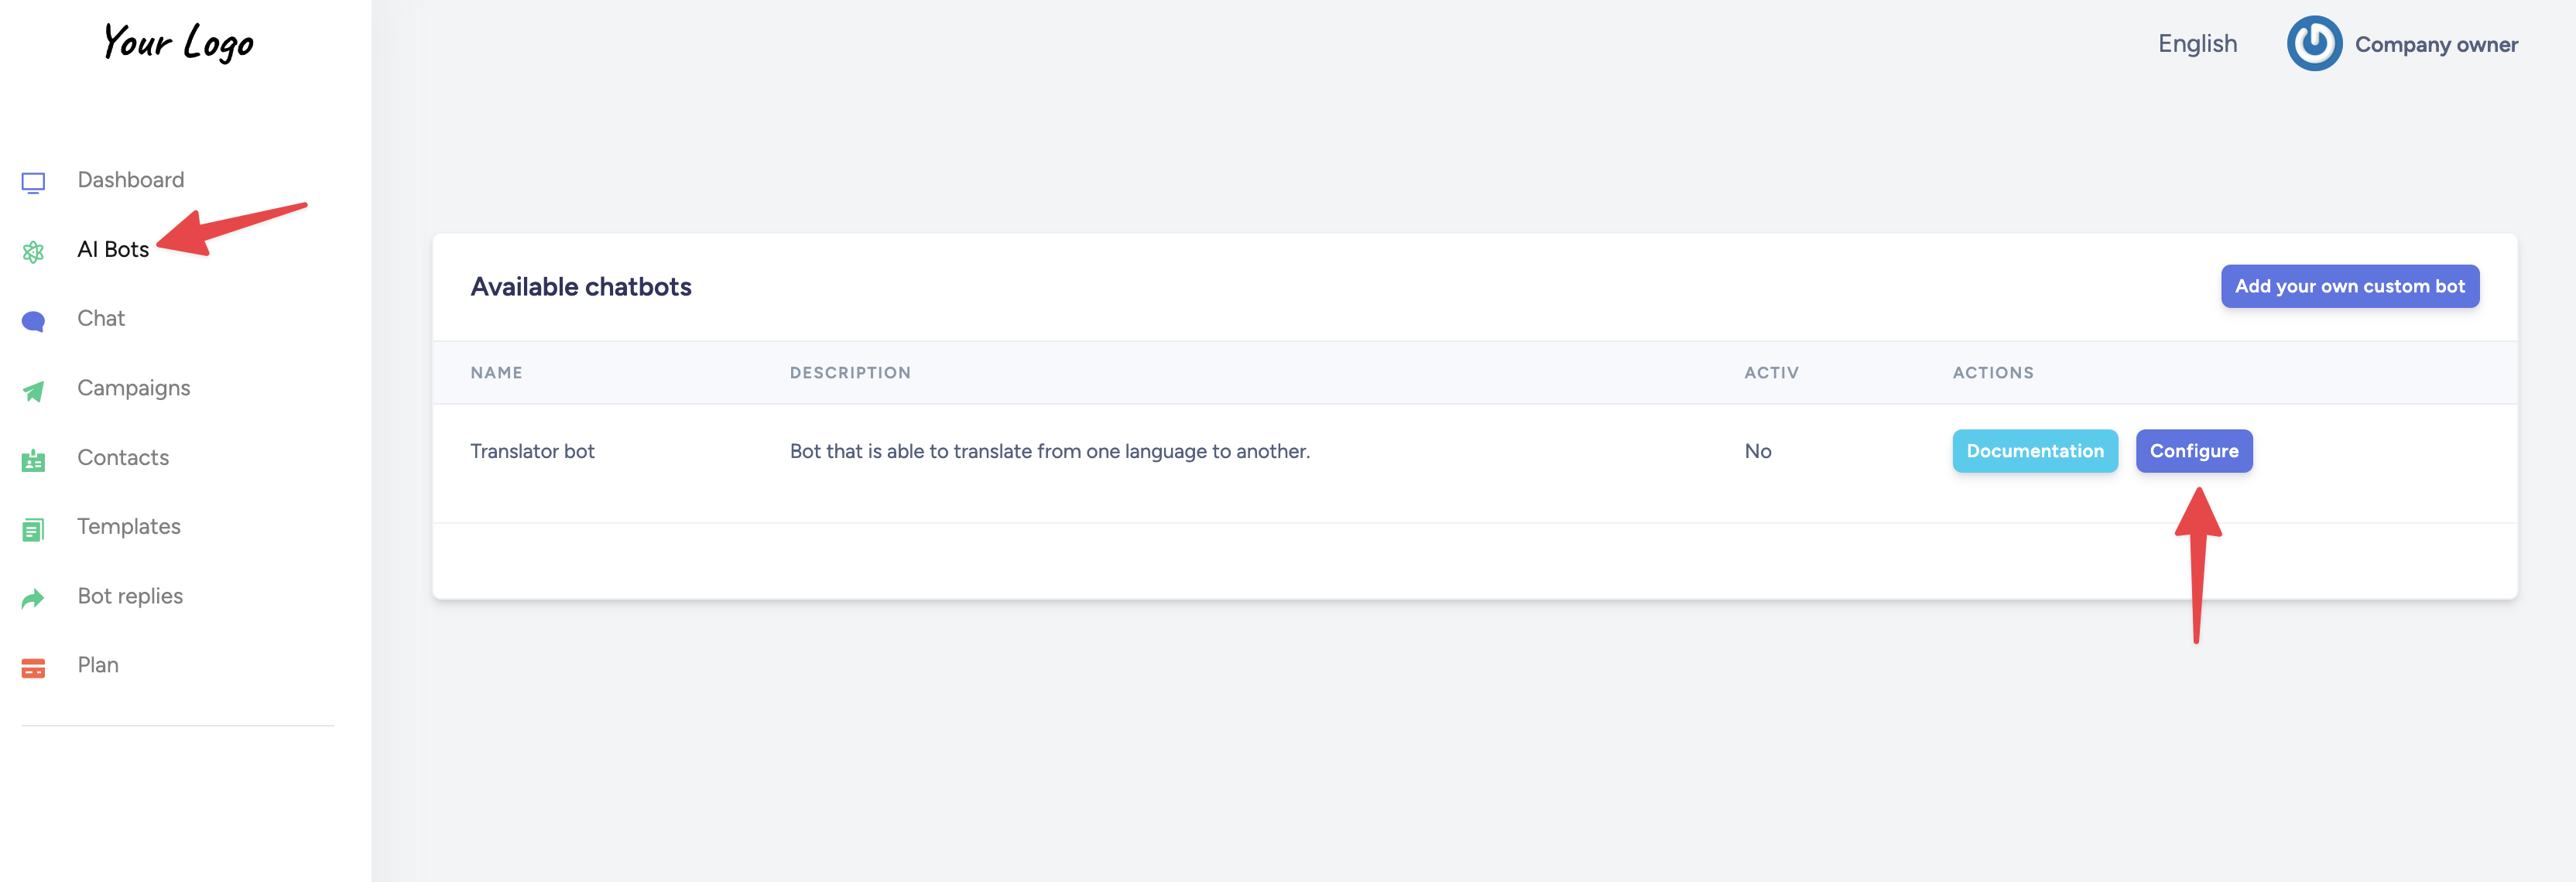 Your Logo
English
Company owner
Dashboard
AI Bots
Chat
Campaigns
Contacts
Templates
Bot replies
Plan
Available chatbots
Add your own custom bot
NAME DESCRIPTION ACTIV ACTIONS
Translator bot Bot that is able to translate from one language to another. No Documentation Configure